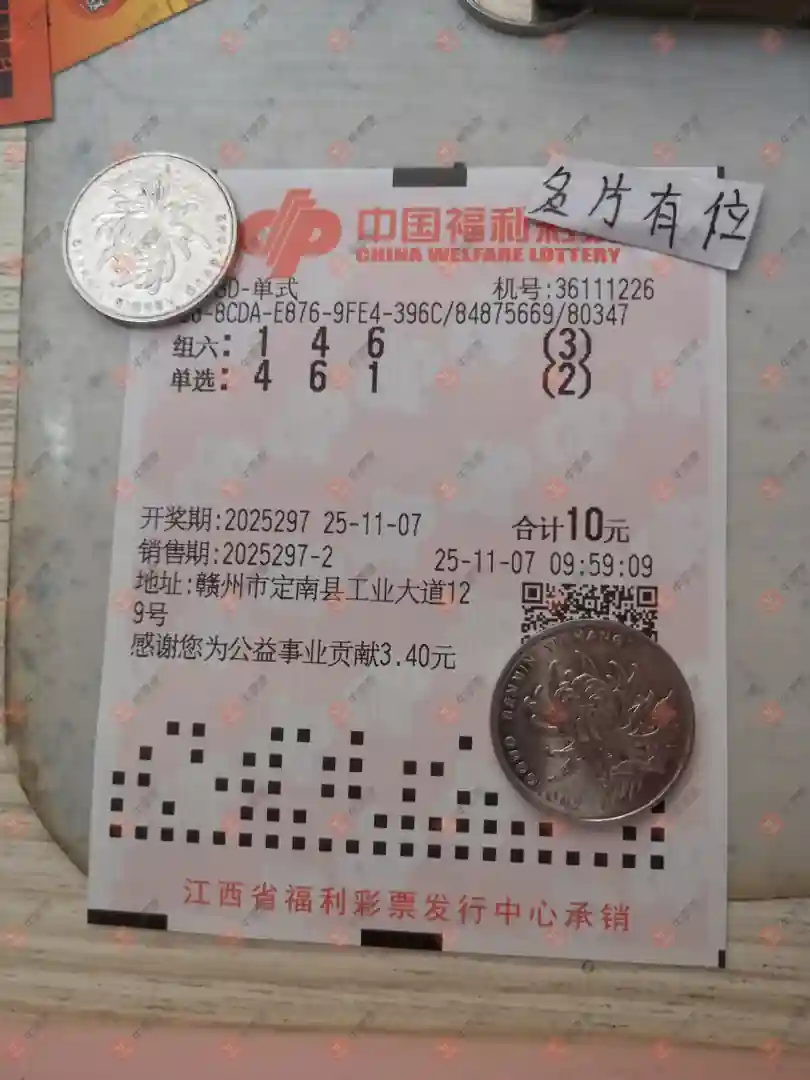 中国福利
名片有位
CHINA WELFARE LOTTERY
3D-单式 机号:36111226
-8CDA-E876-9FE4-396C/84875669/80347
组六: 1 4 6 (3)
单选: 4 6 1 (2)
开奖期:2025297 25-11-07 合计10元
销售期:2025297-2 25-11-07 09:59:09
地址:赣州市定南县工业大道12
9号
感谢您为公益事业贡献3.40元
江西省福利彩票发行中心承销